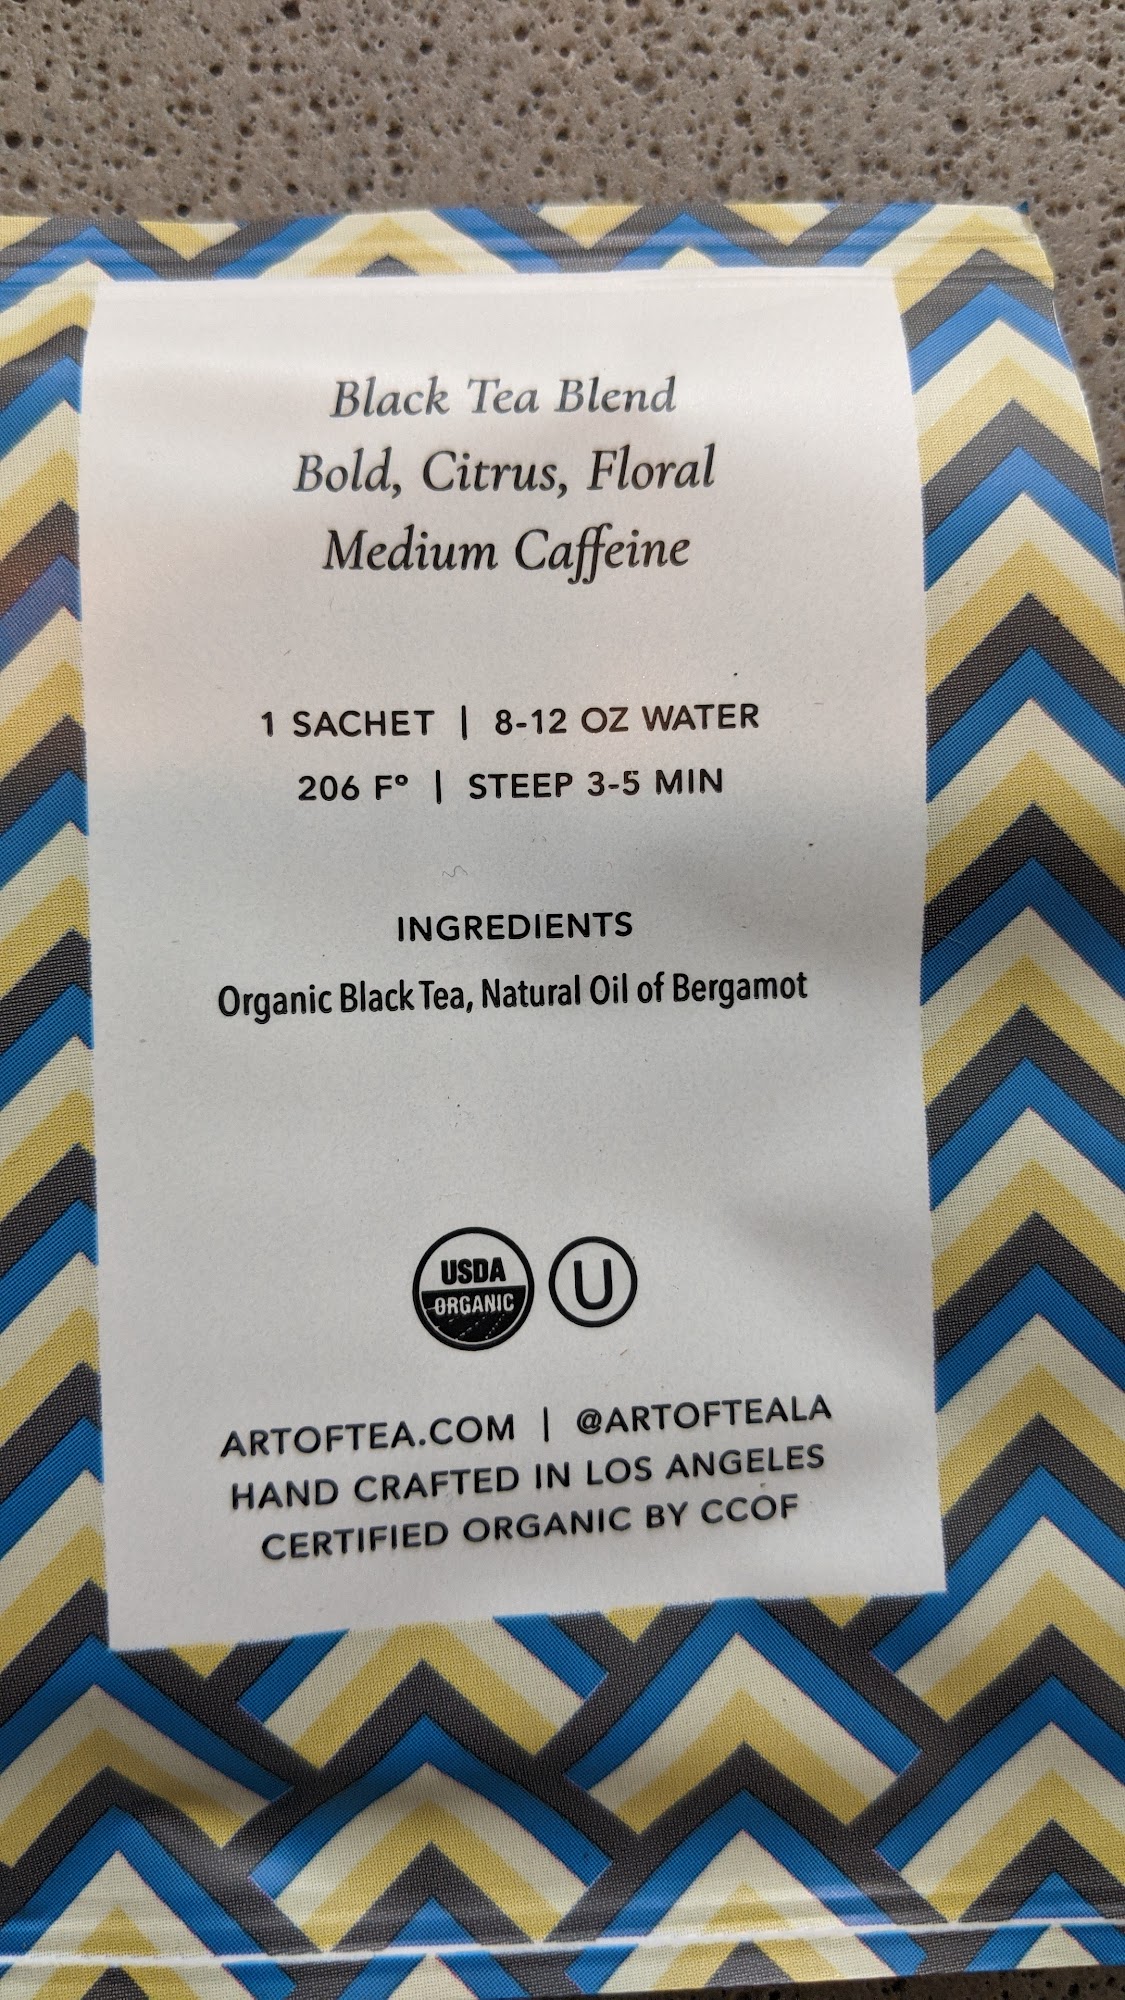 Black Tea Blend
Bold, Citrus, Floral
Medium Caffeine
1 SACHET | 8-12 OZ WATER
206 Fº | STEEP 3-5 MIN
INGREDIENTS
Organic Black Tea, Natural Oil of Bergamot
USDA
ORGANIC
U
ARTOFTEA.COM | @ARTOFTEALA
HAND CRAFTED IN LOS ANGELES
CERTIFIED ORGANIC BY CCOF